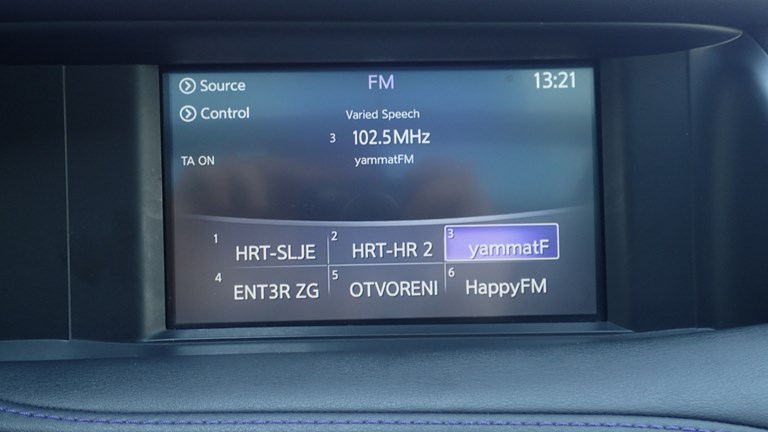 Source FM 13:21
Control
Varied Speech
3 102.5MHz
TA ON yammatFM
1 HRT-SLJE 2 HRT-HR 2 3 yammatF
4 ENT3R ZG 5 OTVORENI 6 HappyFM